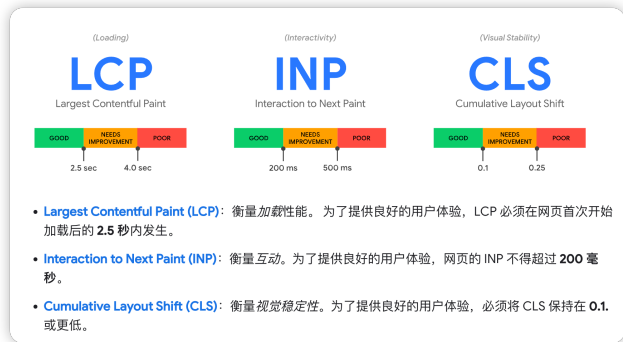 (Loading)
LCP
Largest Contentful Paint
GOOD
NEEDS
IMPROVEMENT
POOR
2.5 sec
4.0 sec
(Interactivity)
INP
Interaction to Next Paint
GOOD
NEEDS
IMPROVEMENT
POOR
200 ms
500 ms
(Visual Stability)
CLS
Cumulative Layout Shift
GOOD
NEEDS
IMPROVEMENT
POOR
0.1
0.25
• Largest Contentful Paint (LCP)：衡量加载性能。 为了提供良好的用户体验，LCP 必须在网页首次开始
加载后的 2.5 秒内发生。
• Interaction to Next Paint (INP)：衡量互动。为了提供良好的用户体验，网页的 INP 不得超过 200 毫
秒。
• Cumulative Layout Shift (CLS)：衡量视觉稳定性。为了提供良好的用户体验，必须将 CLS 保持在 0.1.
或更低。